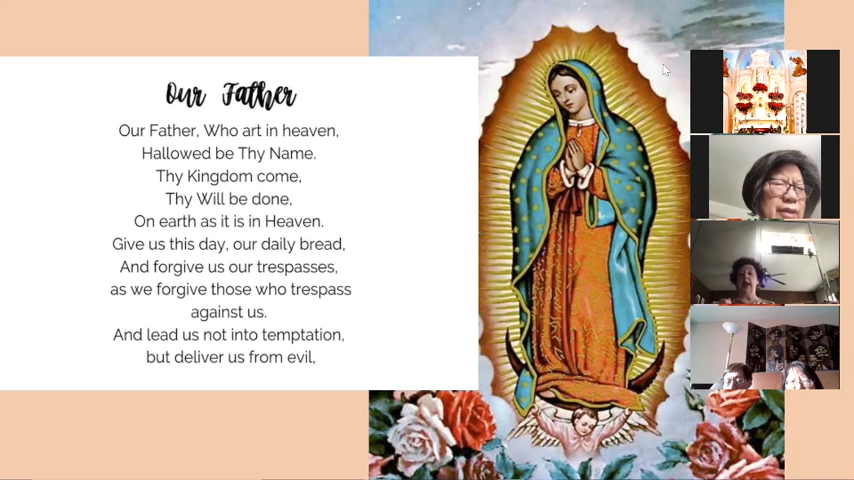 Our Father
Our Father, Who art in heaven,
Hallowed be Thy Name.
Thy Kingdom come,
Thy Will be done,
On earth as it is in Heaven.
Give us this day, our daily bread,
And forgive us our trespasses,
as we forgive those who trespass
against us.
And lead us not into temptation,
but deliver us from evil,